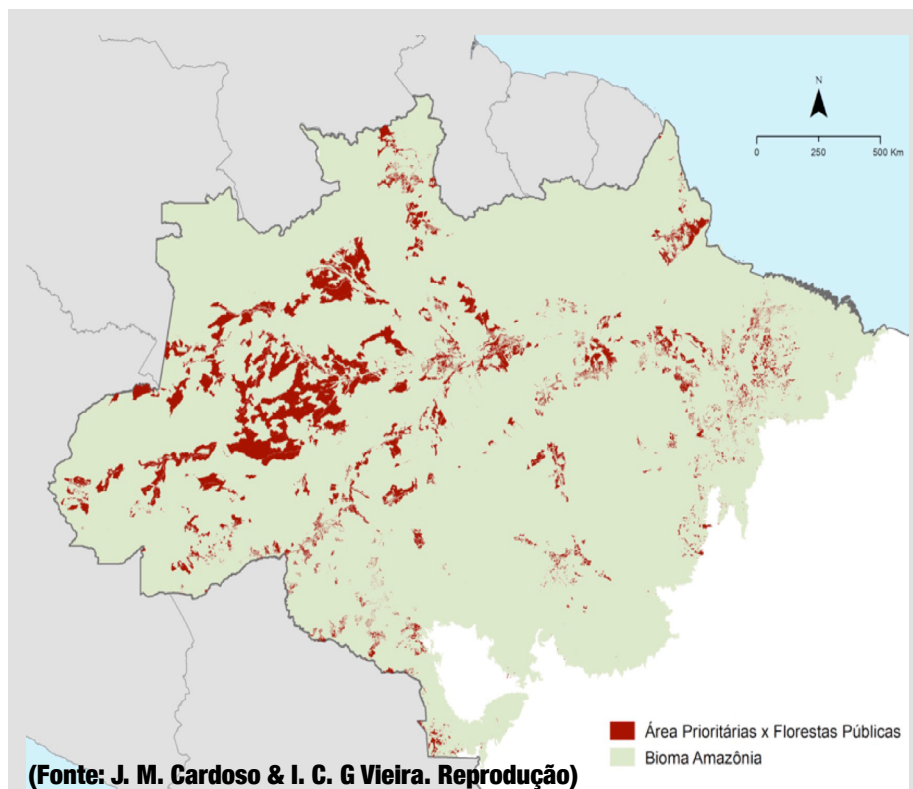 N
0 250 500 Km
Área Prioritárias x Florestas Públicas
Bioma Amazônia
(Fonte: J. M. Cardoso & I. C. G Vieira. Reprodução)